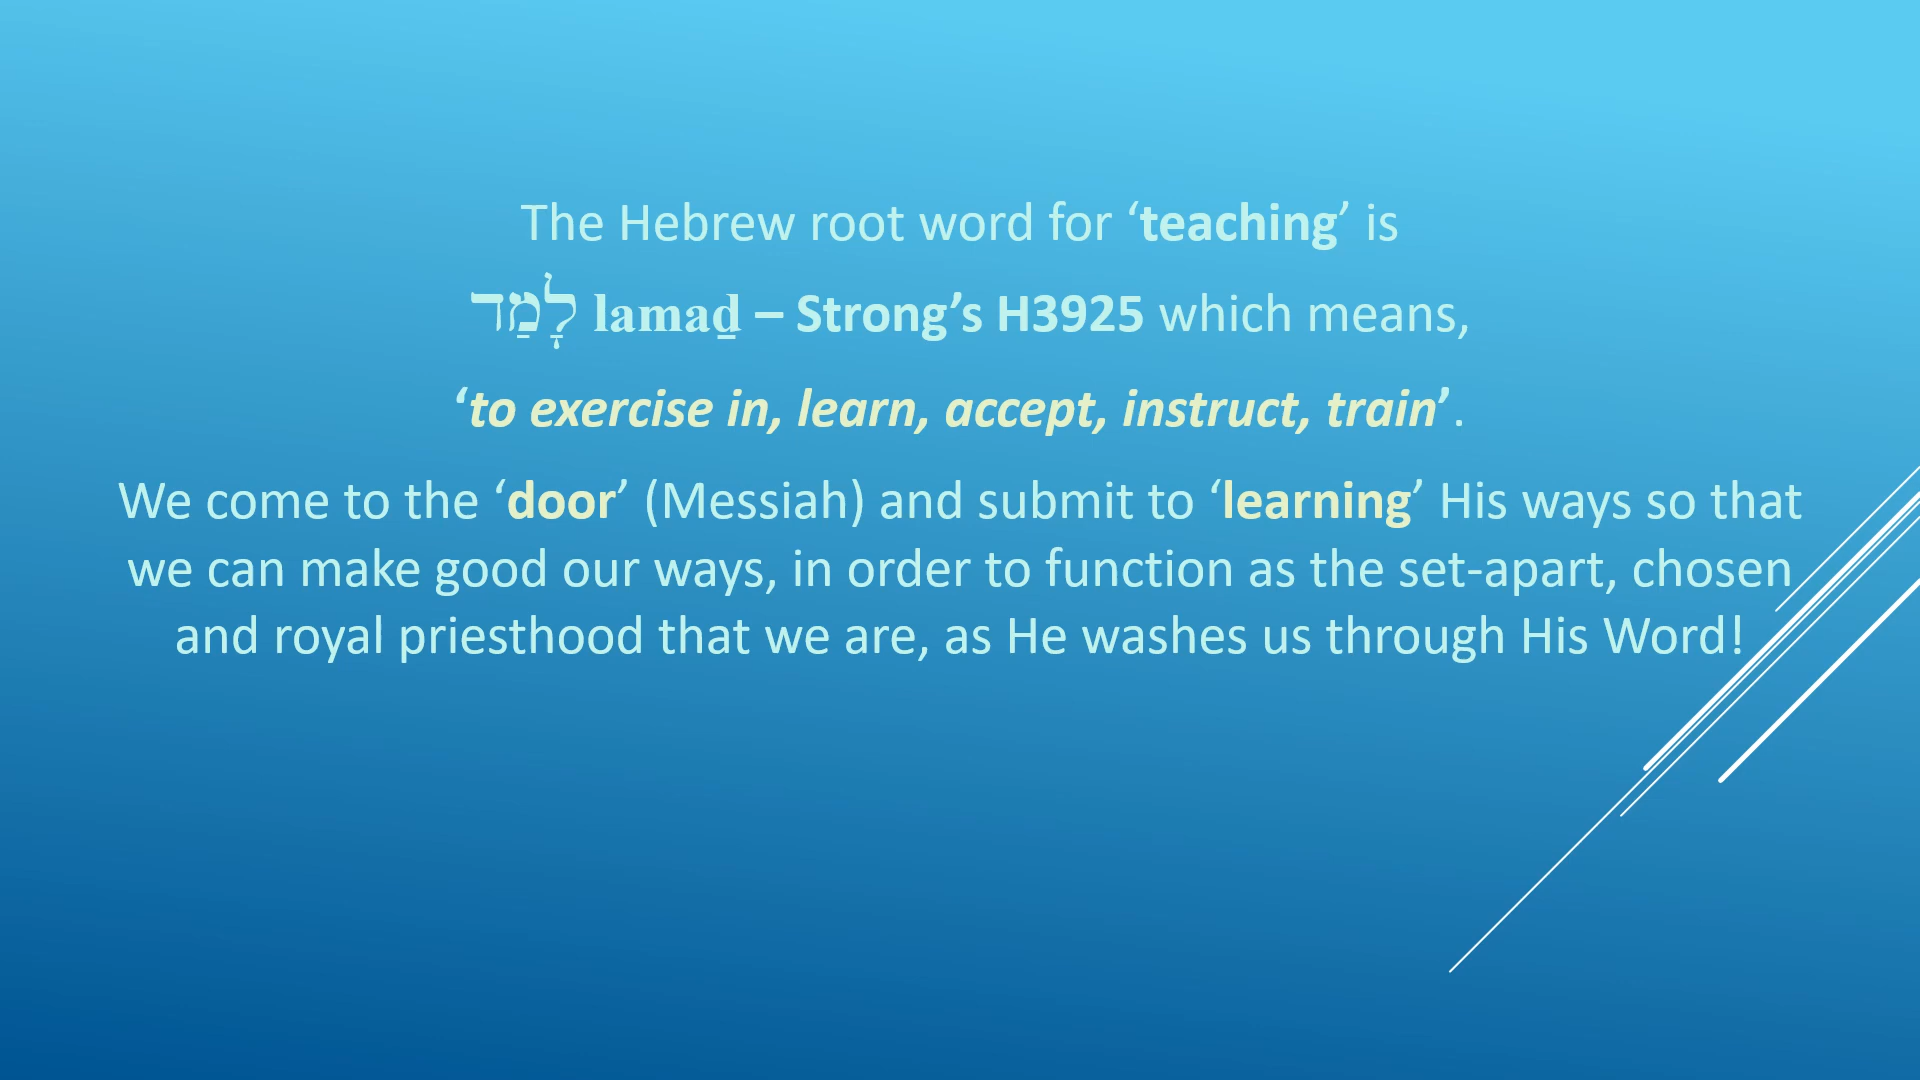 The Hebrew root word for ‘teaching’ is
לָמַד lamaḏ – Strong’s H3925 which means,
‘to exercise in, learn, accept, instruct, train’.
We come to the ‘door’ (Messiah) and submit to ‘learning’ His ways so that
we can make good our ways, in order to function as the set-apart, chosen
and royal priesthood that we are, as He washes us through His Word!